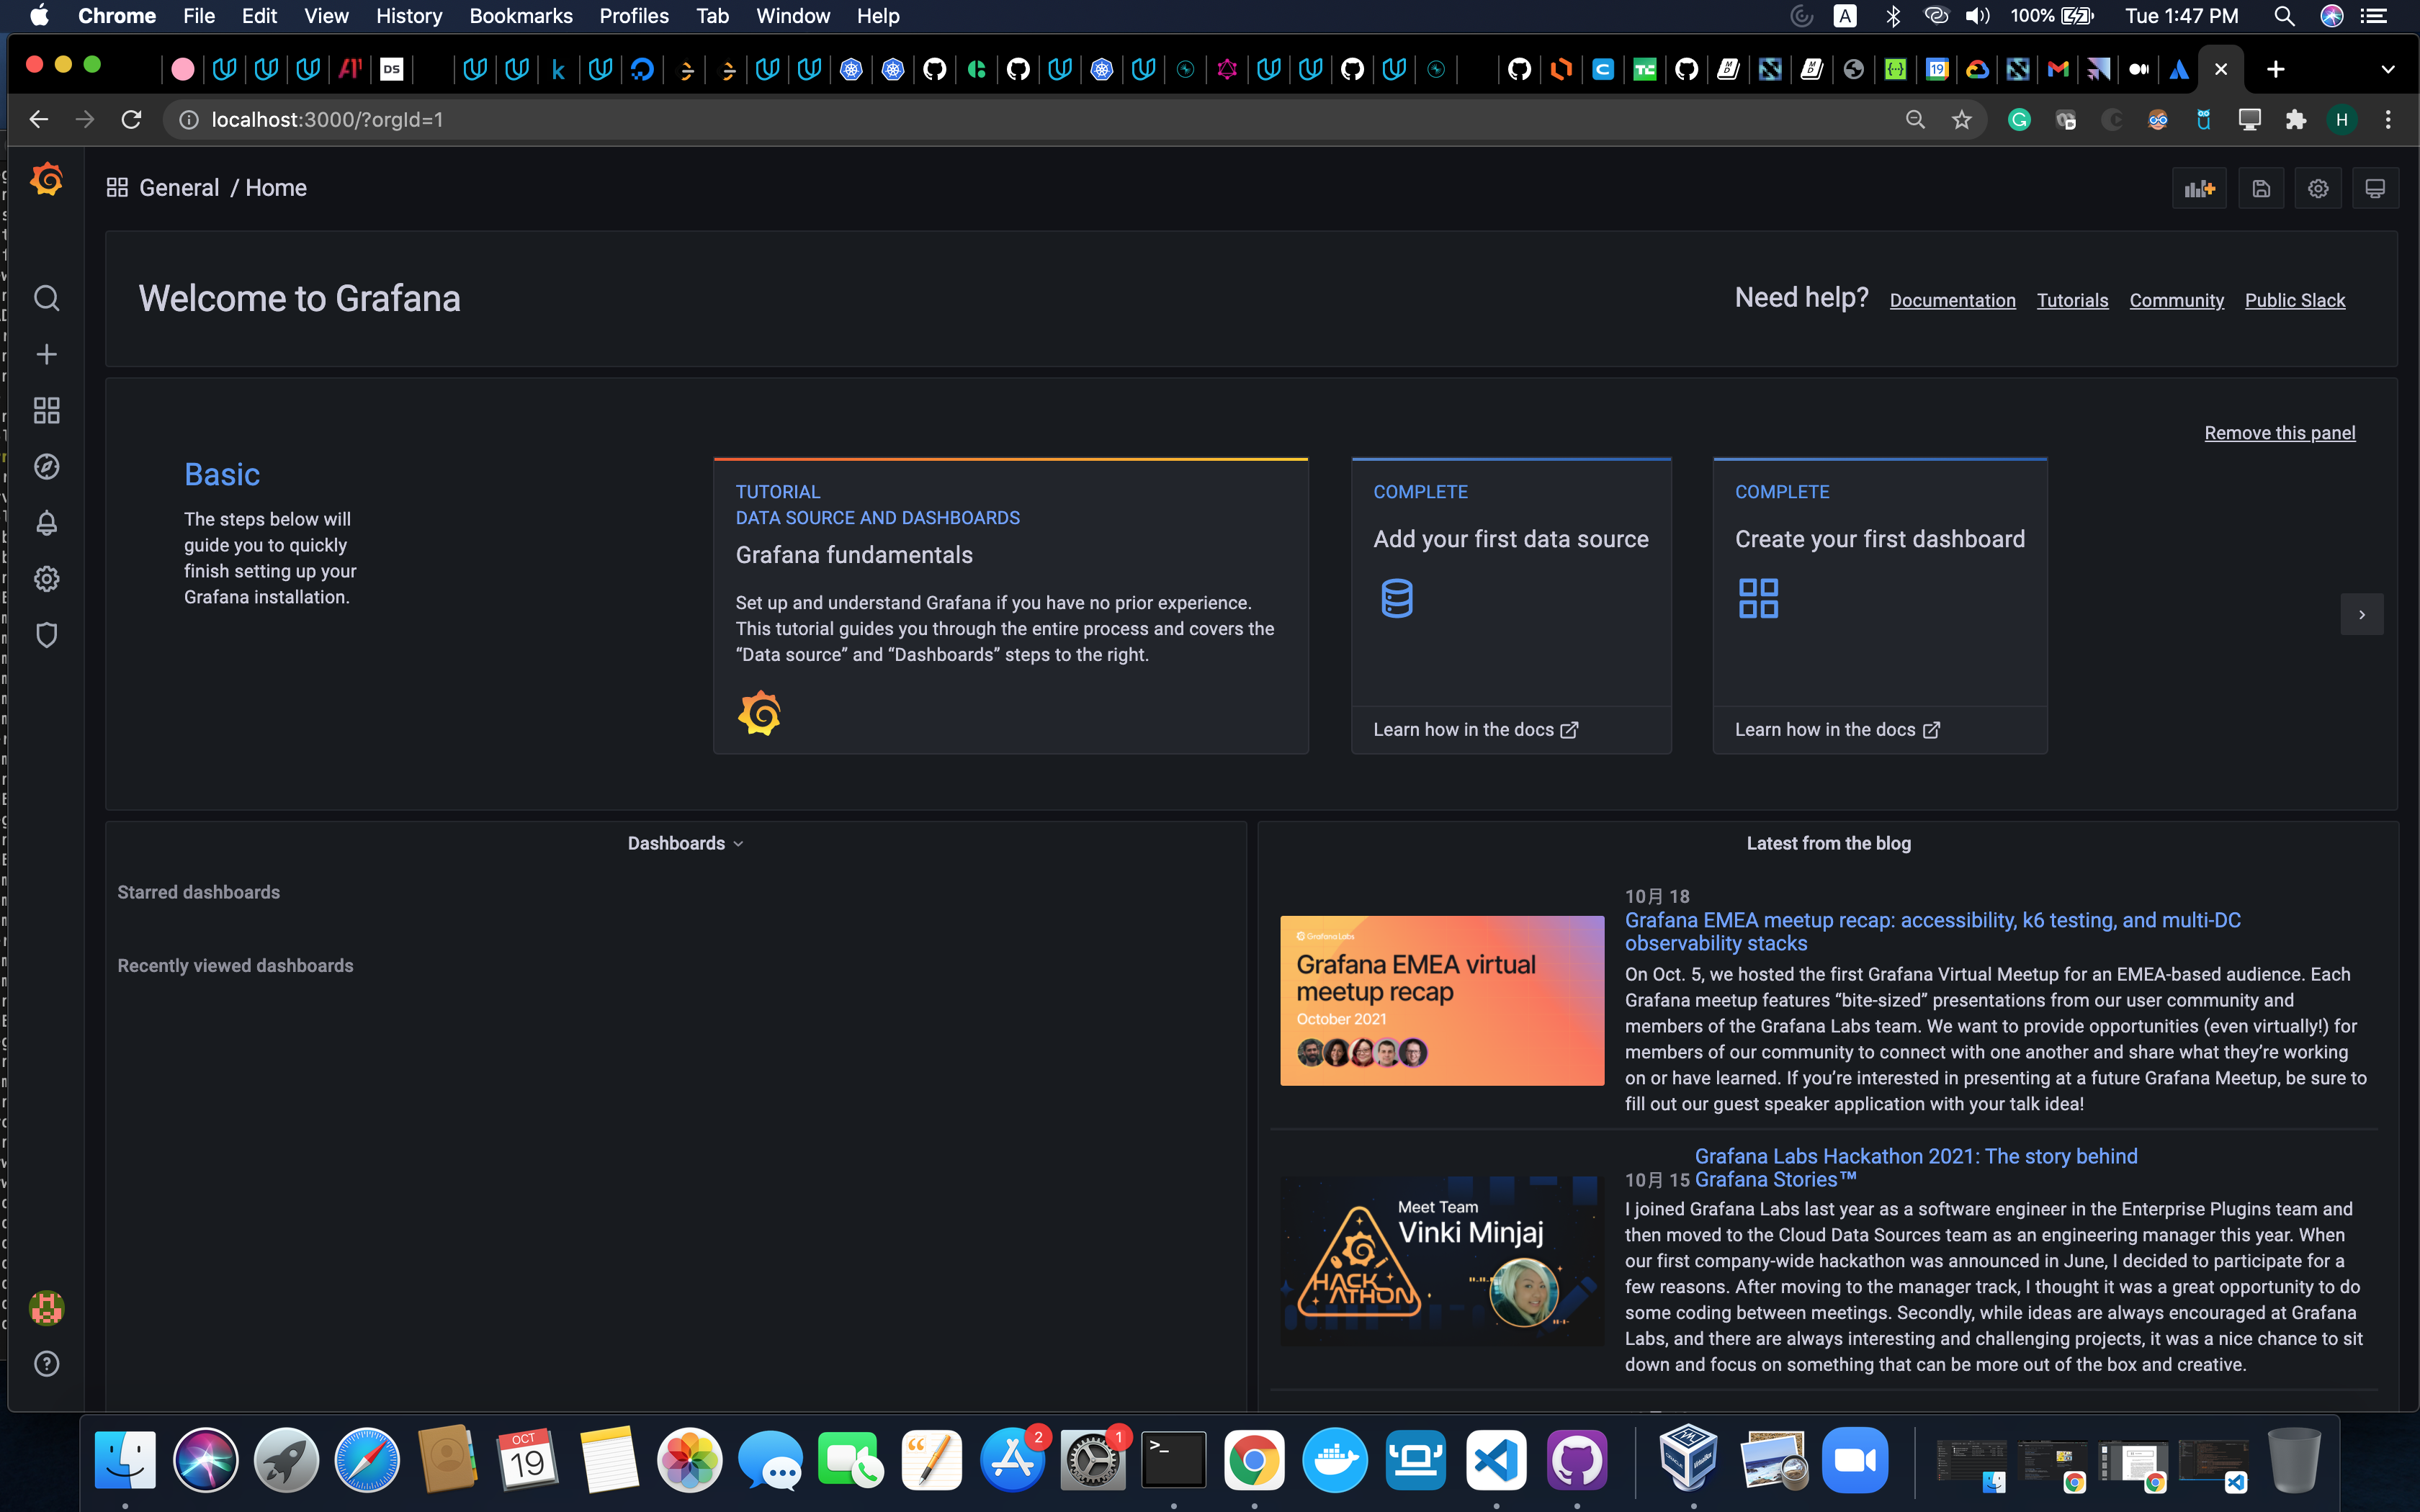 Chrome File Edit View History Bookmarks Profiles Tab Window Help
A 100% Tue 1:47 PM
DS
19
localhost:3000/?orgId=1
H
General / Home
Welcome to Grafana
Need help? Documentation Tutorials Community Public Slack
Remove this panel
Basic
The steps below will
guide you to quickly
finish setting up your
Grafana installation.
TUTORIAL
DATA SOURCE AND DASHBOARDS
Grafana fundamentals
Set up and understand Grafana if you have no prior experience.
This tutorial guides you through the entire process and covers the
“Data source” and “Dashboards” steps to the right.
COMPLETE
Add your first data source
Learn how in the docs
COMPLETE
Create your first dashboard
Learn how in the docs
Dashboards
Starred dashboards
Recently viewed dashboards
Latest from the blog
Grafana Labs
Grafana EMEA virtual
meetup recap
October 2021
10月 18
Grafana EMEA meetup recap: accessibility, k6 testing, and multi-DC
observability stacks
On Oct. 5, we hosted the first Grafana Virtual Meetup for an EMEA-based audience. Each
Grafana meetup features “bite-sized” presentations from our user community and
members of the Grafana Labs team. We want to provide opportunities (even virtually!) for
members of our community to connect with one another and share what they’re working
on or have learned. If you’re interested in presenting at a future Grafana Meetup, be sure to
fill out our guest speaker application with your talk idea!
Meet Team
Vinki Minjaj
HACK
ATHON
10月 15
Grafana Labs Hackathon 2021: The story behind
Grafana Stories™
I joined Grafana Labs last year as a software engineer in the Enterprise Plugins team and
then moved to the Cloud Data Sources team as an engineering manager this year. When
our first company-wide hackathon was announced in June, I decided to participate for a
few reasons. After moving to the manager track, I thought it was a great opportunity to do
some coding between meetings. Secondly, while ideas are always encouraged at Grafana
Labs, and there are always interesting and challenging projects, it was a nice chance to sit
down and focus on something that can be more out of the box and creative.
OCT
19
2
1